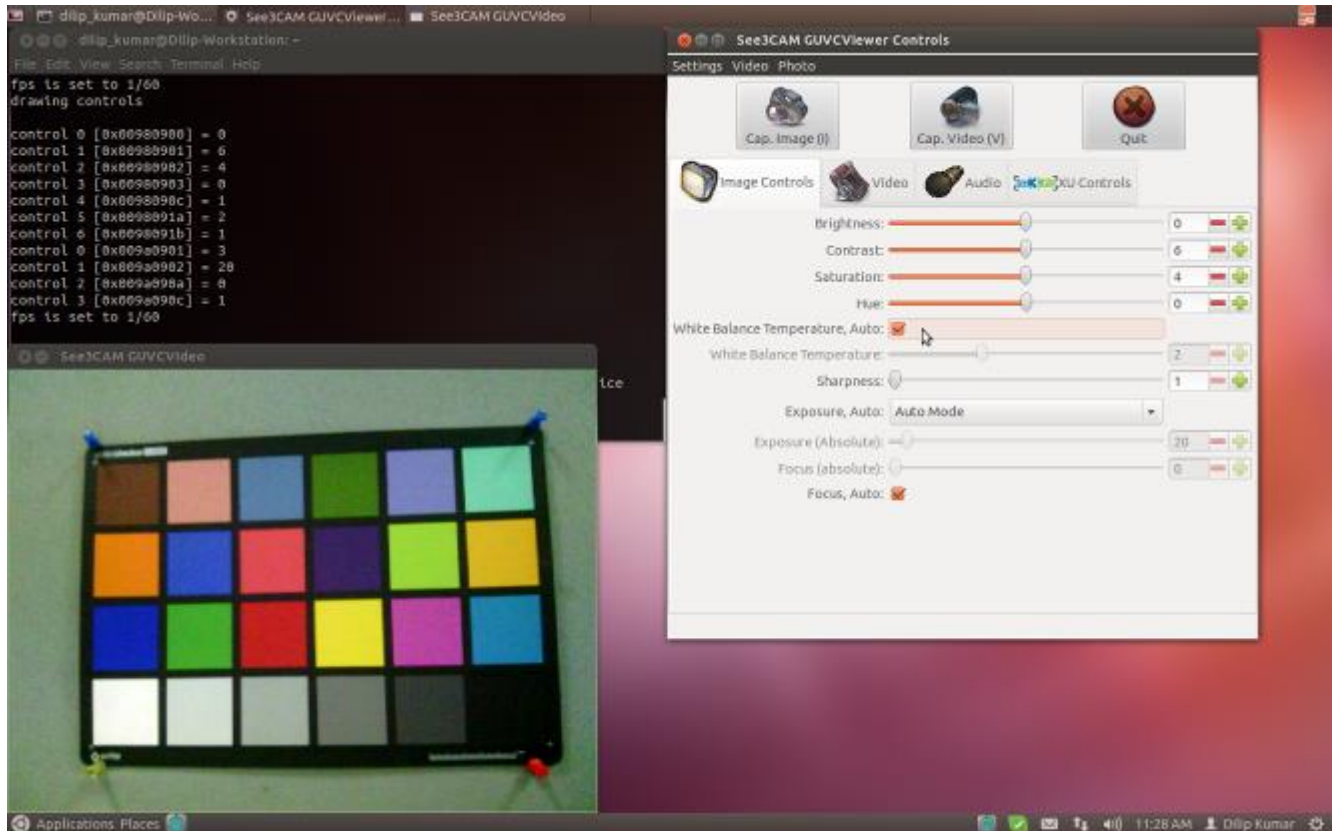 dilip_kumar@Dilip-Wo... See3CAM GUVCViewer ... See3CAM GUVCVideo
dilip_kumar@Dilip-Workstation: ~
File Edit View Search Terminal Help
fps is set to 1/60
drawing controls
control 0 [0x00980900] = 0
control 1 [0x00980901] = 6
control 2 [0x00980902] = 4
control 3 [0x00980903] = 0
control 4 [0x0098090c] = 1
control 5 [0x0098091a] = 2
control 6 [0x0098091b] = 1
control 0 [0x009a0901] = 3
control 1 [0x009a0902] = 20
control 2 [0x009a090a] = 0
control 3 [0x009a090c] = 1
fps is set to 1/60
ice
See3CAM GUVCVideo
See3CAM GUVCViewer Controls
Settings Video Photo
Cap. Image (I) Cap. Video (V) Quit
Image Controls Video Audio XU Controls
Brightness: 0
Contrast: 6
Saturation: 4
Hue: 0
White Balance Temperature, Auto:
White Balance Temperature: 2
Sharpness: 1
Exposure, Auto: Auto Mode
Exposure (Absolute): 20
Focus (absolute): 0
Focus, Auto:
Applications Places 11:28 AM Dilip Kumar